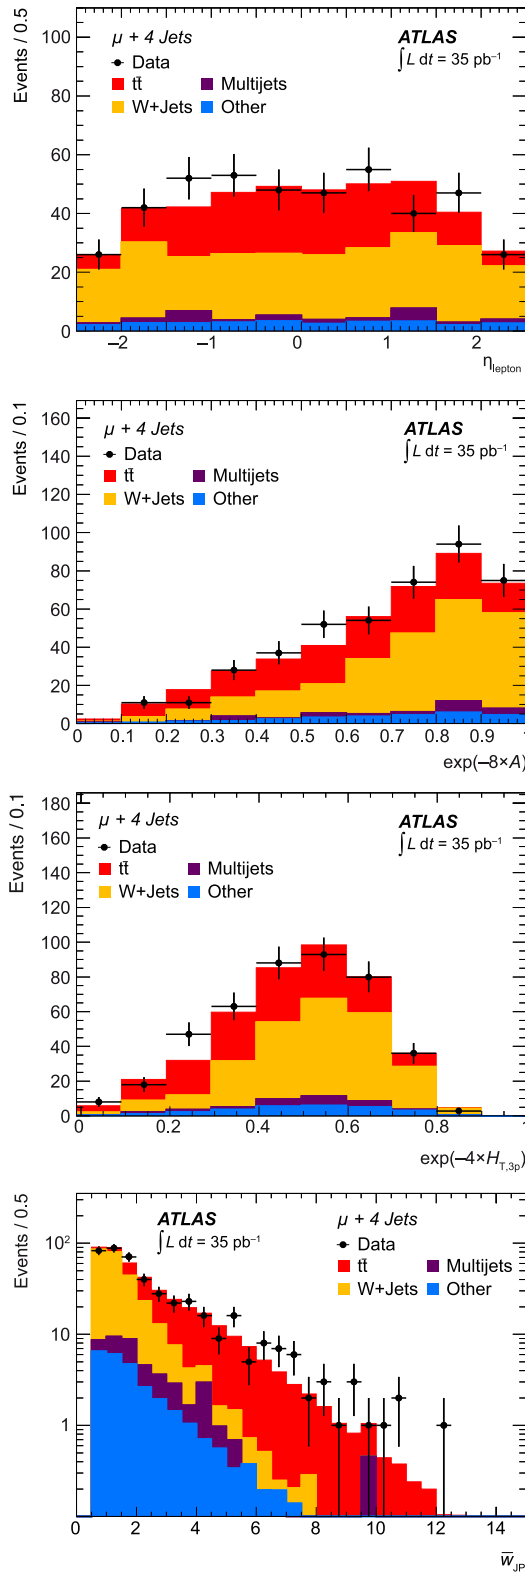 Events / 0.5
μ + 4 Jets
Data
tt̄
W+Jets
Multijets
Other
ATLAS
∫ L dt = 35 pb⁻¹
100
80
60
40
20
0
–2 –1 0 1 2
η_lepton
Events / 0.1
μ + 4 Jets
Data
tt̄
W+Jets
Multijets
Other
ATLAS
∫ L dt = 35 pb⁻¹
160
140
120
100
80
60
40
20
0
0 0.1 0.2 0.3 0.4 0.5 0.6 0.7 0.8 0.9 1
exp(–8×A)
Events / 0.1
μ + 4 Jets
Data
tt̄
W+Jets
Multijets
Other
ATLAS
∫ L dt = 35 pb⁻¹
180
160
140
120
100
80
60
40
20
0
0 0.2 0.4 0.6 0.8 1
exp(–4×H_T,3p)
Events / 0.5
ATLAS
∫ L dt = 35 pb⁻¹
μ + 4 Jets
Data
tt̄
W+Jets
Multijets
Other
10²
10
1
0 2 4 6 8 10 12 14
w̅_JP